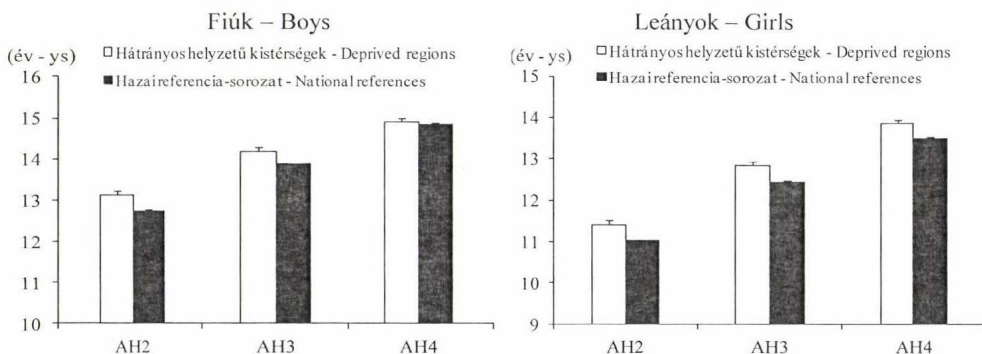 Fiúk – Boys
(év - ys)
Hátrányos helyzetű kistérségek - Deprived regions
Hazai referencia-sorozat - National references
16
15
14
13
12
11
10
AH2 AH3 AH4
Leányok – Girls
(év - ys)
Hátrányos helyzetű kistérségek - Deprived regions
Hazai referencia-sorozat - National references
15
14
13
12
11
10
9
AH2 AH3 AH4